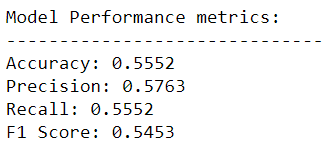 Model Performance metrics:
------------------------------
Accuracy: 0.5552
Precision: 0.5763
Recall: 0.5552
F1 Score: 0.5453